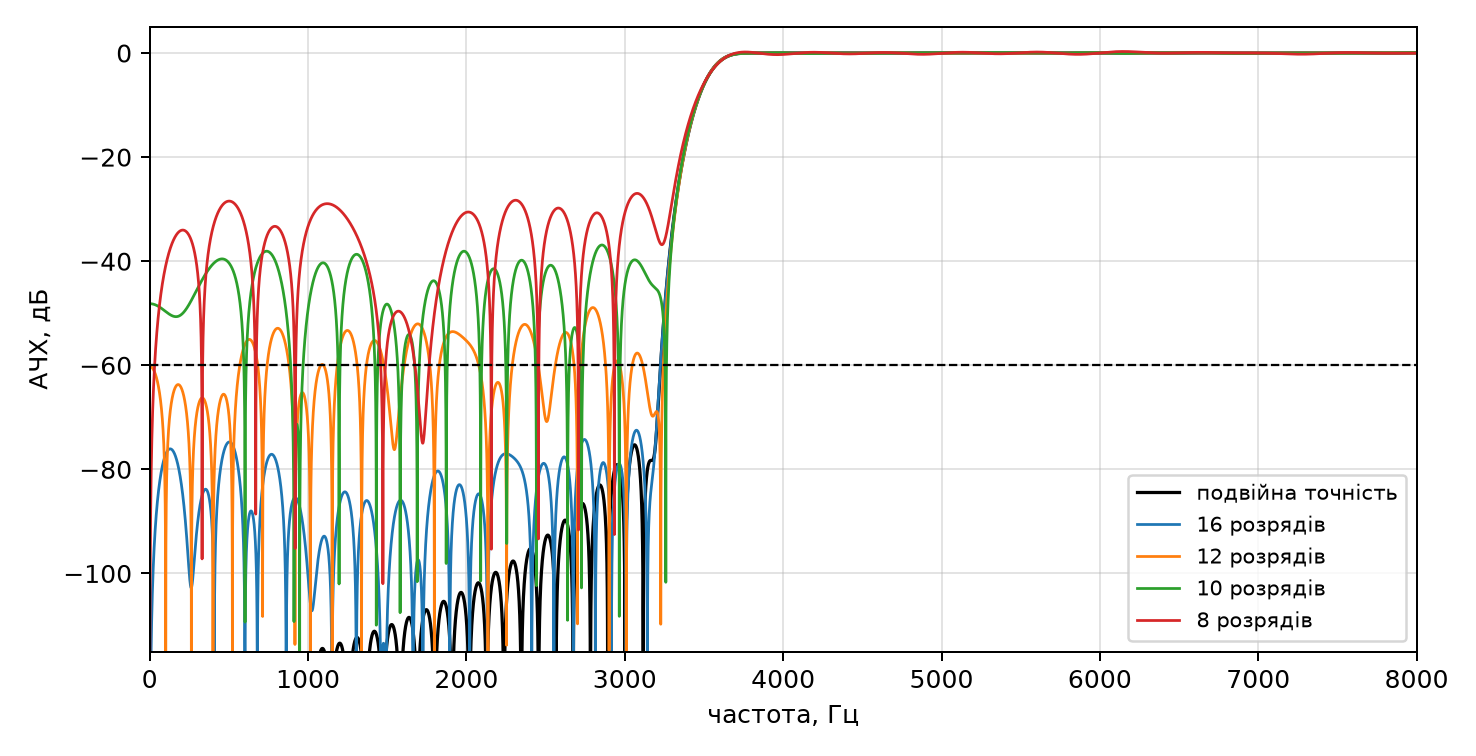 АЧХ, дБ
0
−20
−40
−60
−80
−100
0 1000 2000 3000 4000 5000 6000 7000 8000
частота, Гц
подвійна точність
16 розрядів
12 розрядів
10 розрядів
8 розрядів